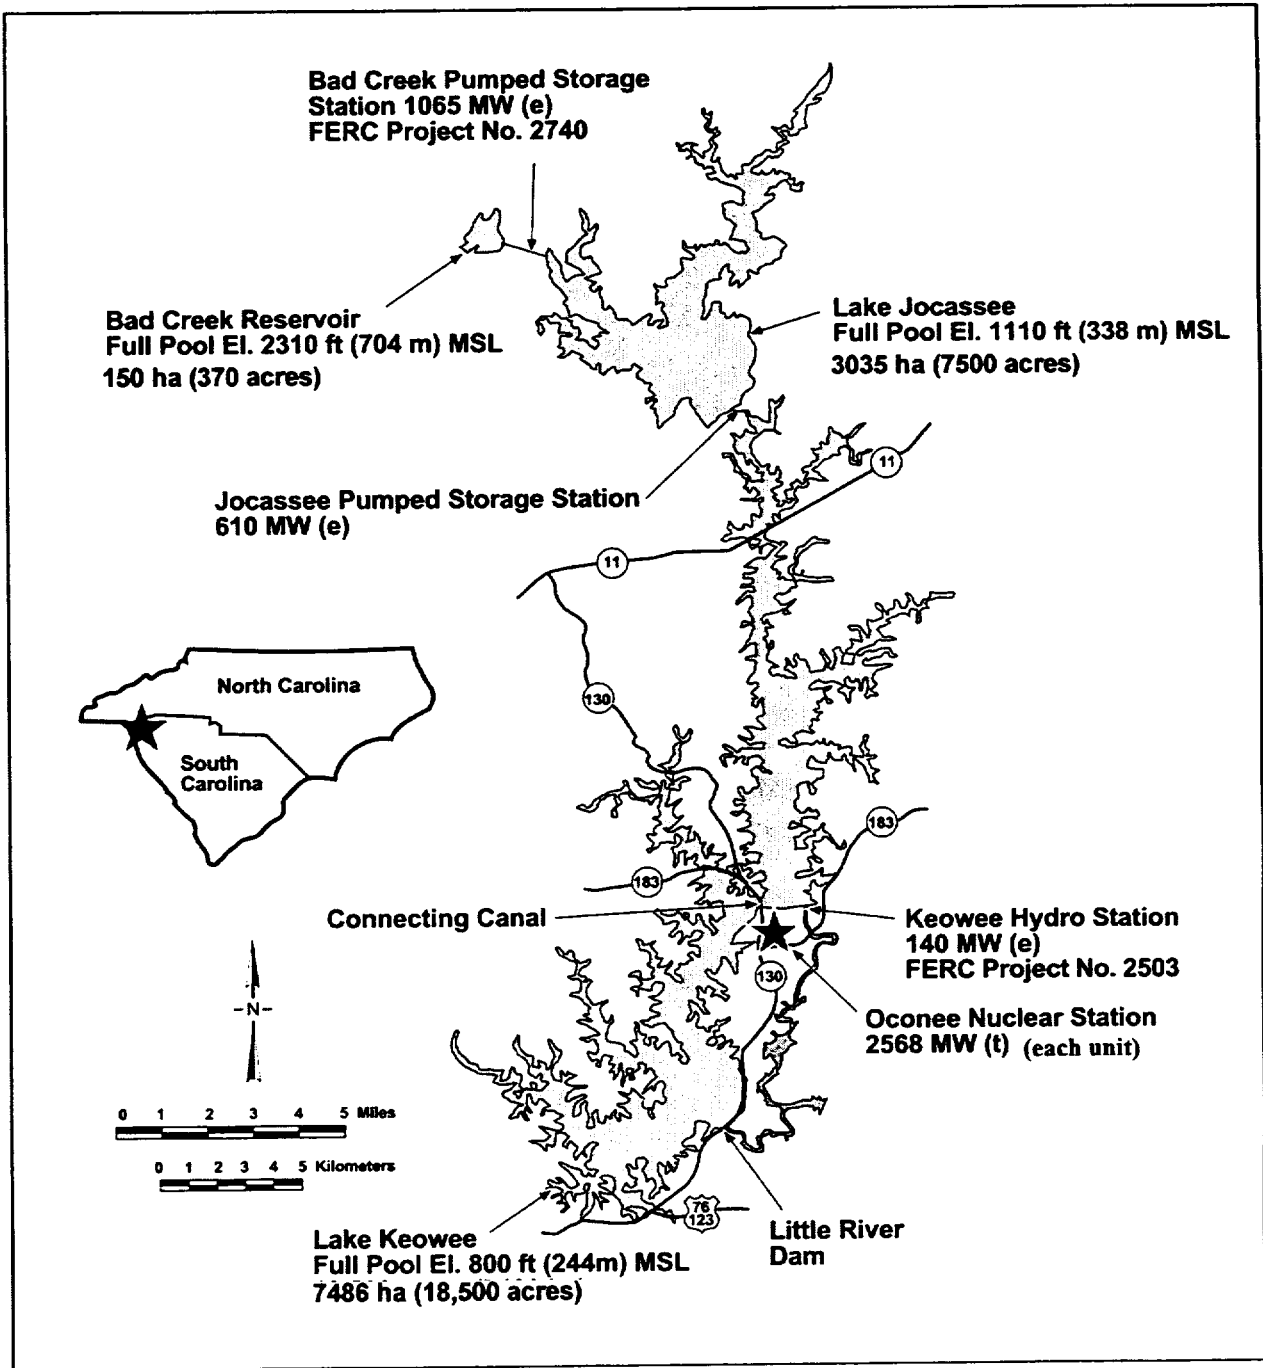 Bad Creek Pumped Storage
Station 1065 MW (e)
FERC Project No. 2740
Bad Creek Reservoir
Full Pool El. 2310 ft (704 m) MSL
150 ha (370 acres)
Lake Jocassee
Full Pool El. 1110 ft (338 m) MSL
3035 ha (7500 acres)
11
Jocassee Pumped Storage Station
610 MW (e)
11
North Carolina
South
Carolina
130
183
183
Connecting Canal
Keowee Hydro Station
140 MW (e)
FERC Project No. 2503
130
Oconee Nuclear Station
2568 MW (t) (each unit)
-N-
0 1 2 3 4 5 Miles
0 1 2 3 4 5 Kilometers
76
123
Little River
Dam
Lake Keowee
Full Pool El. 800 ft (244m) MSL
7486 ha (18,500 acres)